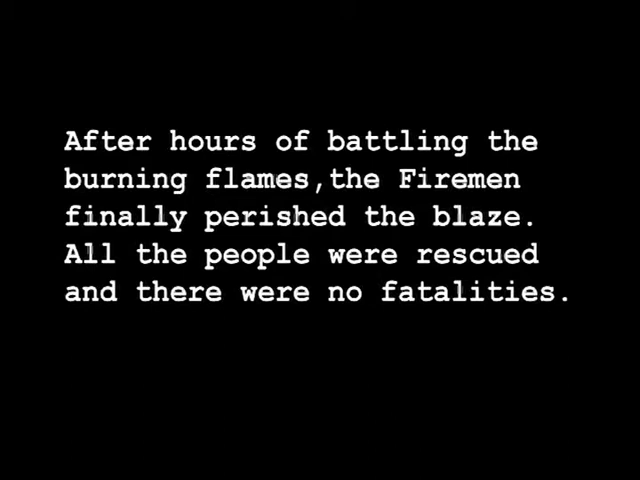 After hours of battling the
burning flames,the Firemen
finally perished the blaze.
All the people were rescued
and there were no fatalities.